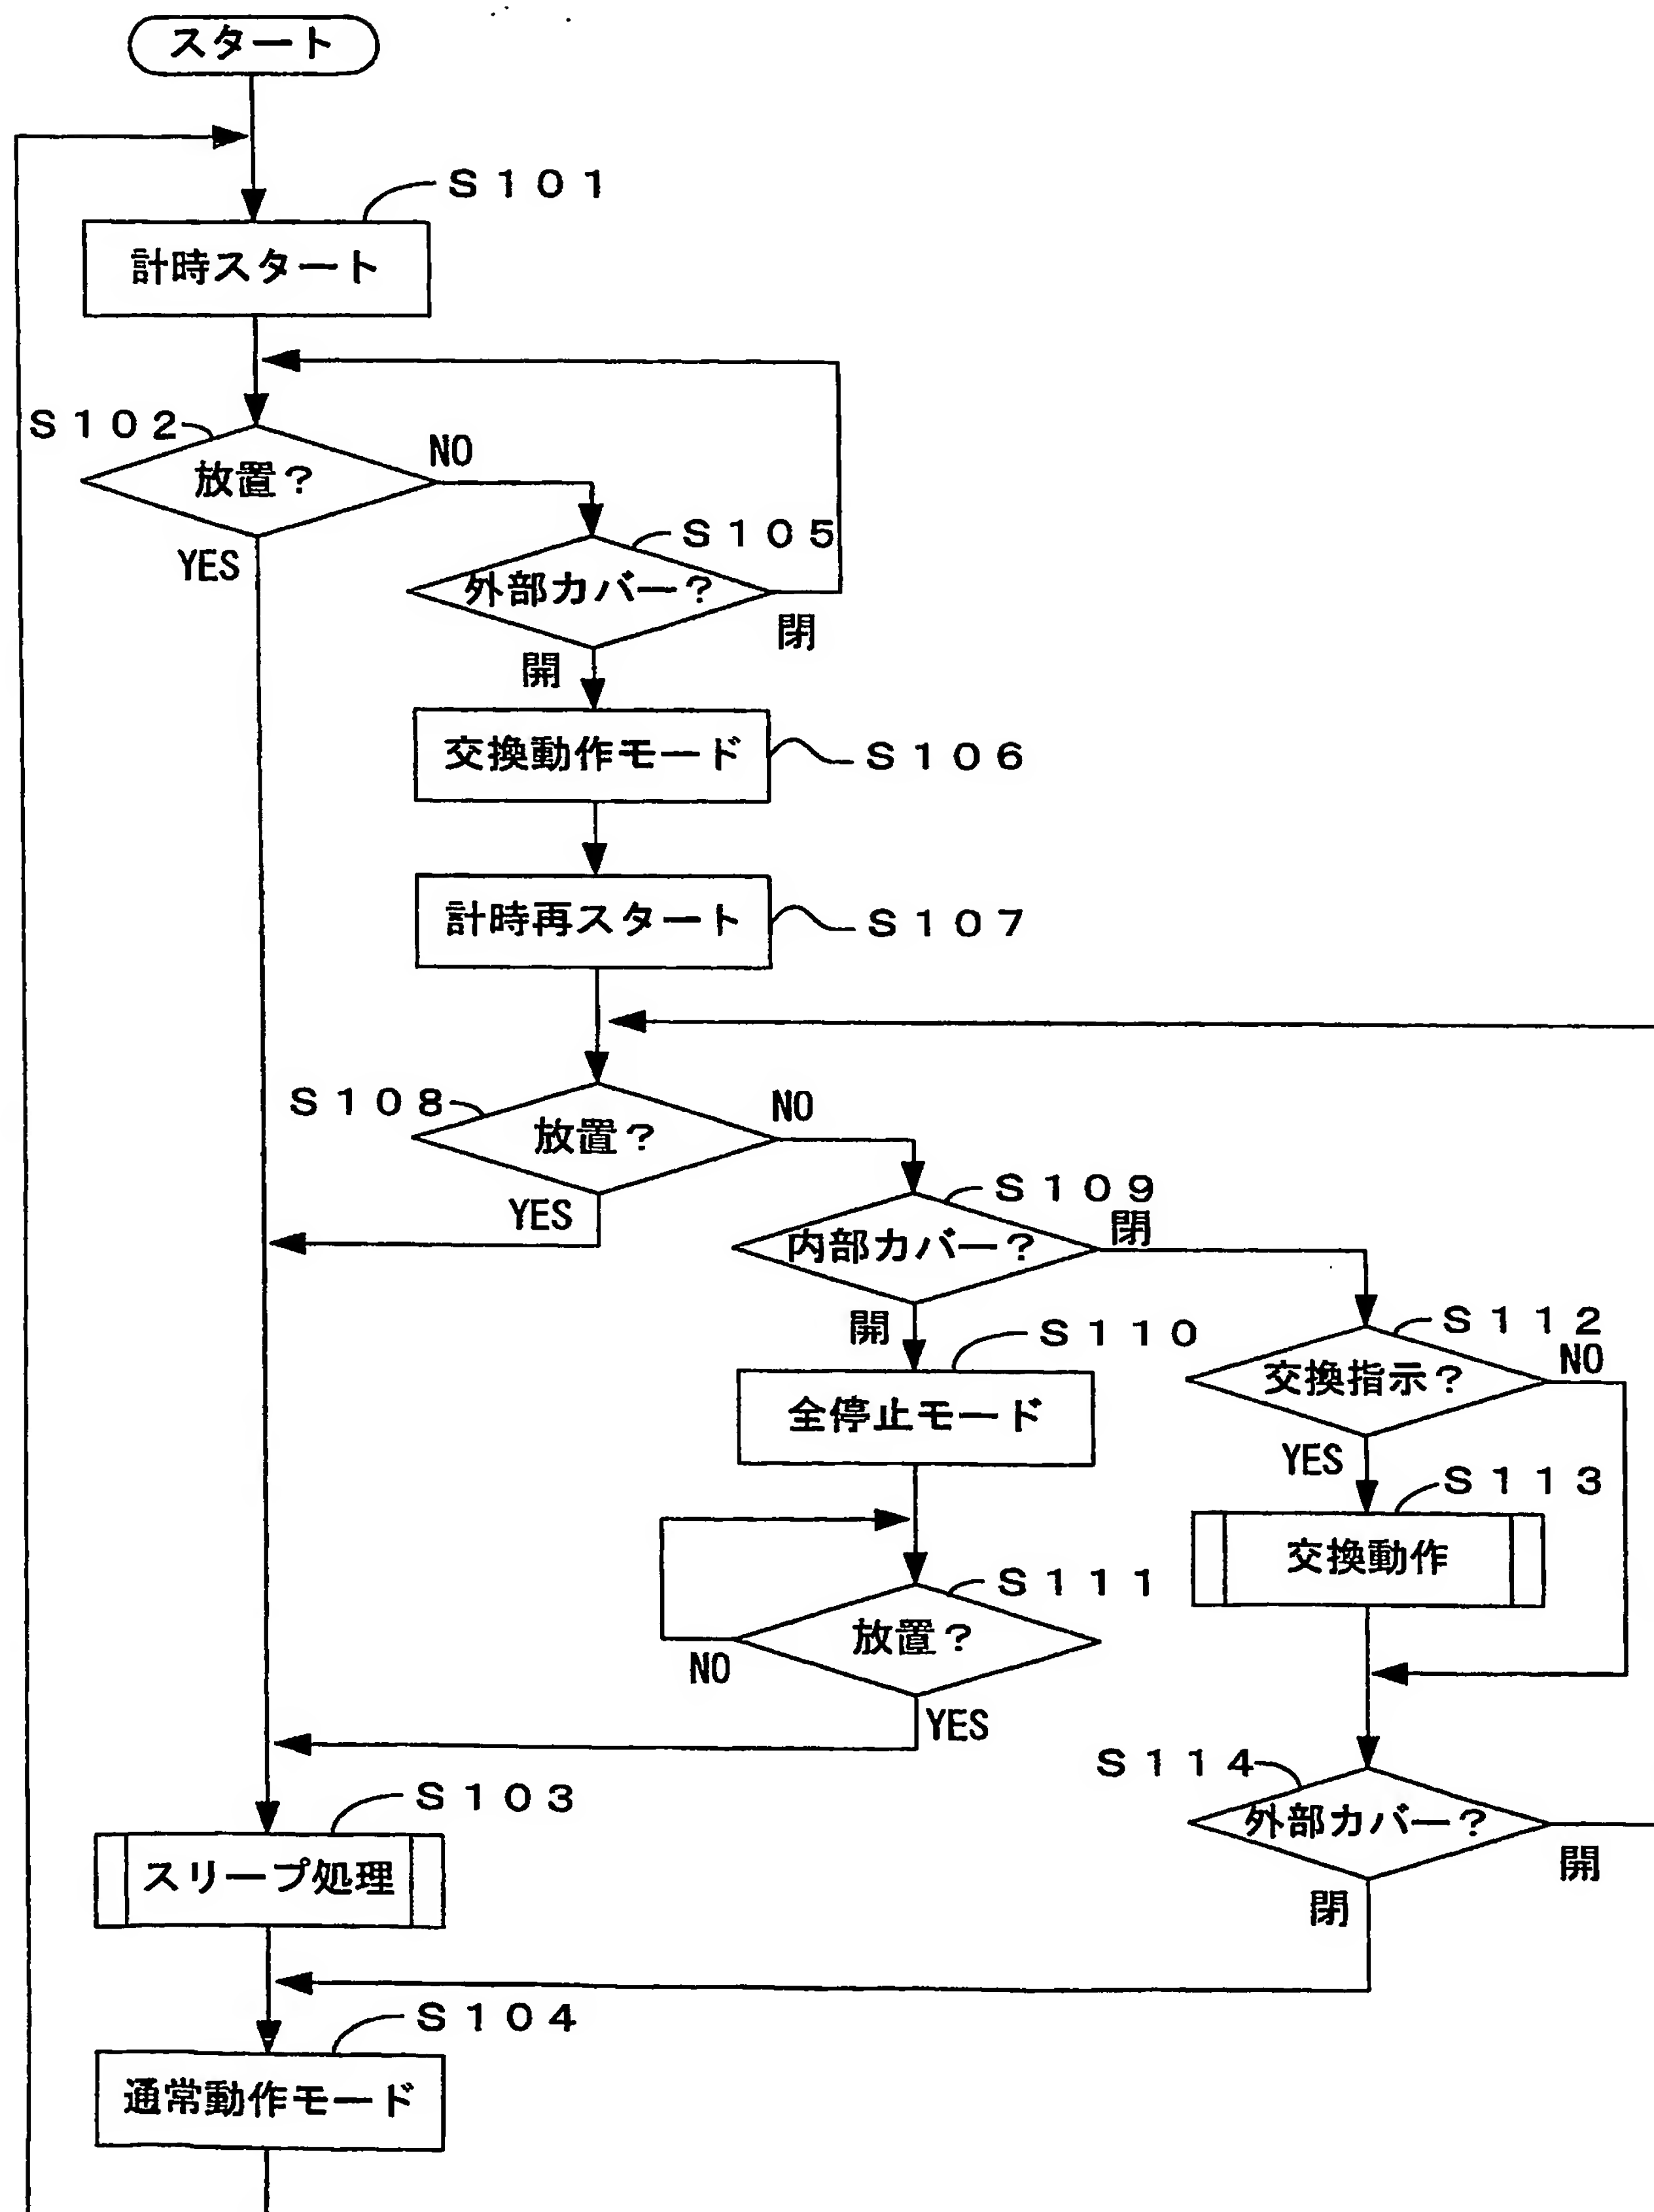 スタート
S101
計時スタート
S102
放置?
NO
YES
S105
外部カバー?
閉
開
交換動作モード
S106
計時再スタート
S107
S108
放置?
NO
YES
S109
内部カバー?
閉
開
S110
全停止モード
S112
交換指示?
NO
YES
S113
交換動作
S111
放置?
NO
YES
S114
外部カバー?
開
閉
S103
スリープ処理
S104
通常動作モード